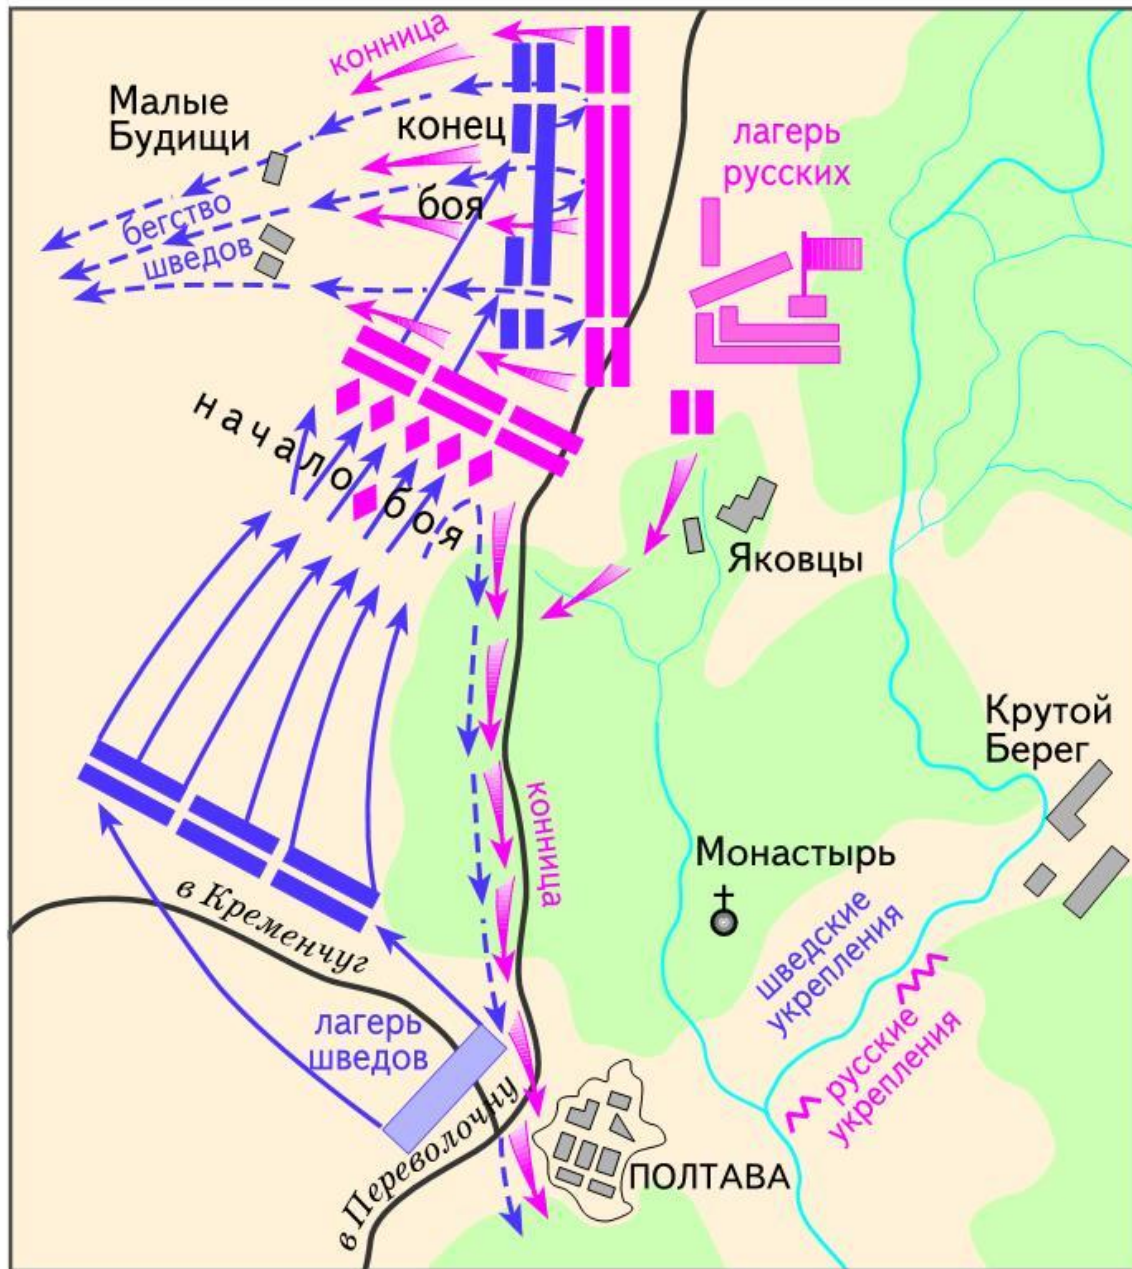 конница
Малые
Будищи
конец
боя
лагерь
русских
бегство
шведов
начало боя
Яковцы
Крутой
Берег
конница
Монастырь
в Кременчуг
шведские
укрепления
лагерь
шведов
русские
укрепления
в Переволочну
ПОЛТАВА